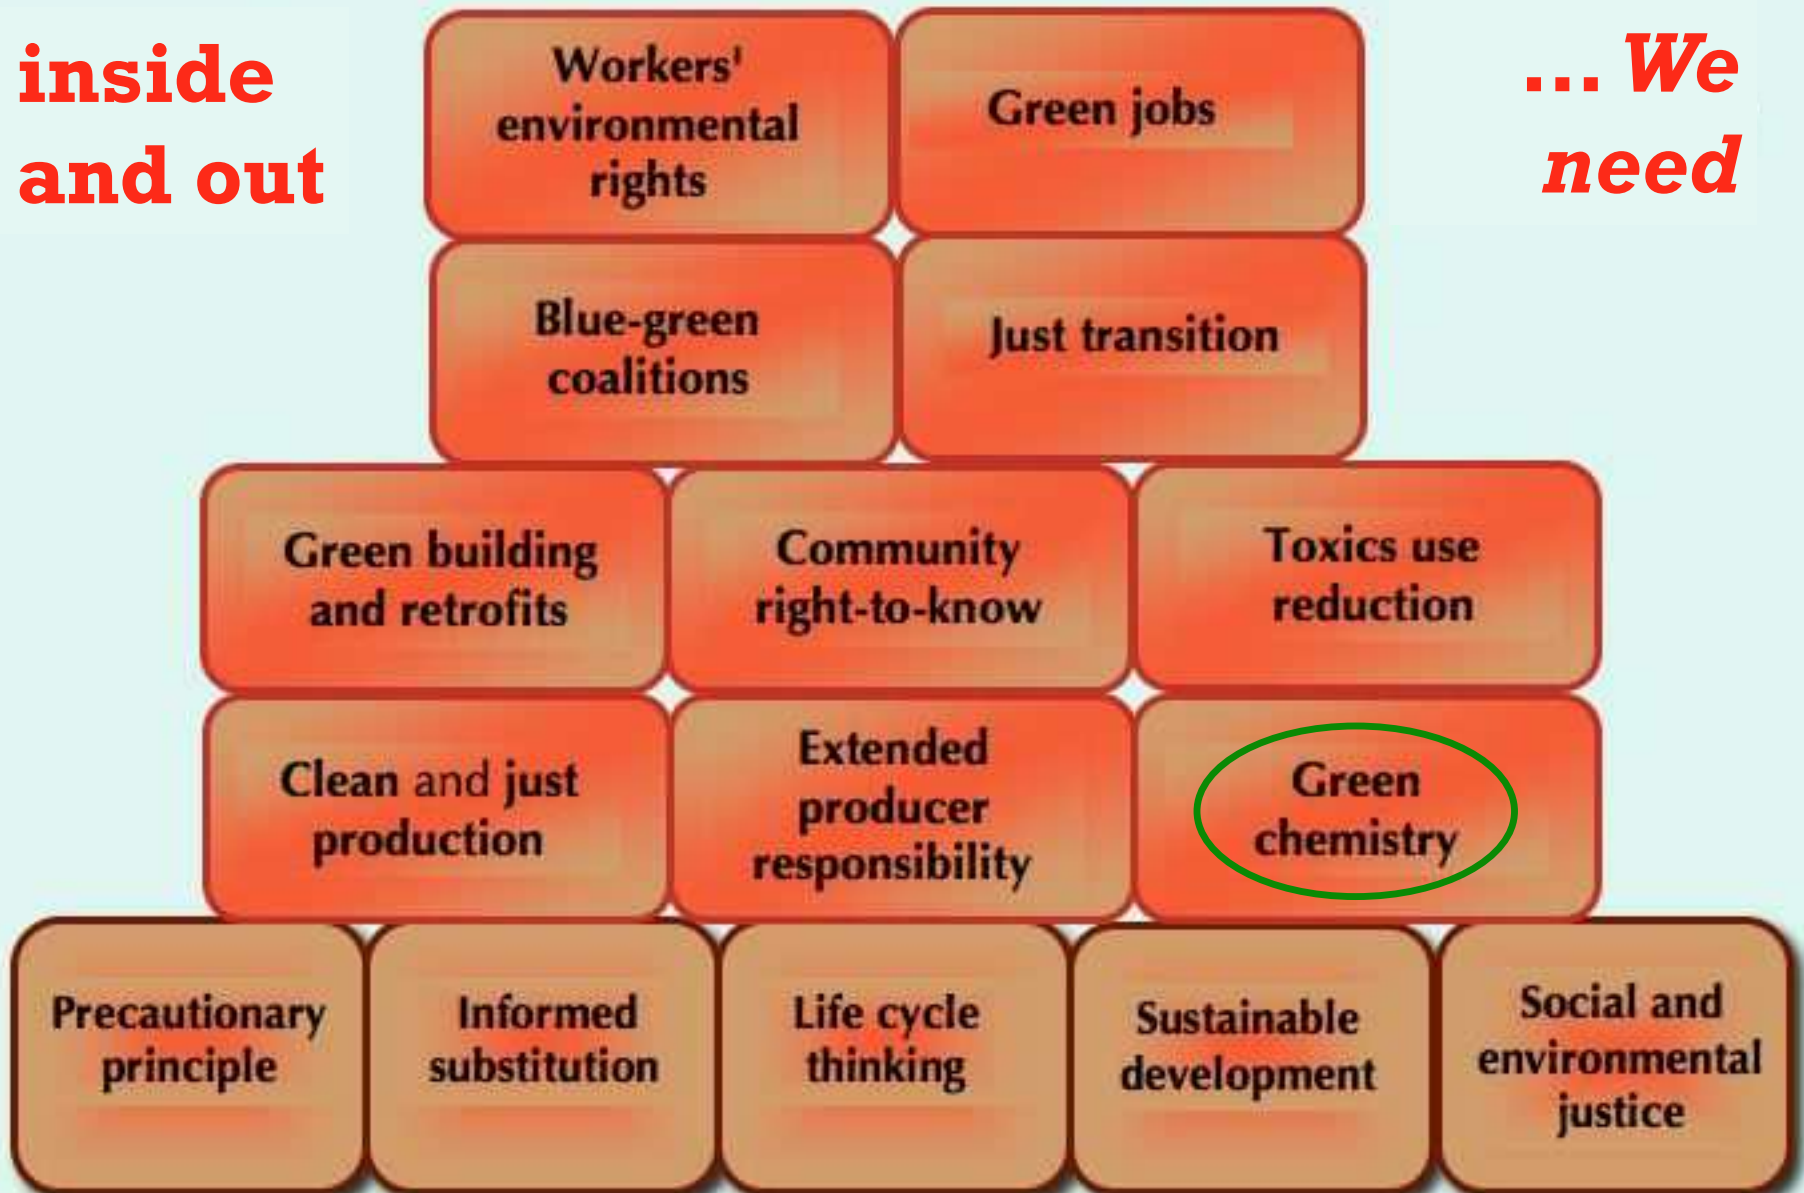 inside
and out
... We
need
Workers'
environmental
rights
Green jobs
Blue-green
coalitions
Just transition
Green building
and retrofits
Community
right-to-know
Toxics use
reduction
Clean and just
production
Extended
producer
responsibility
Green
chemistry
Precautionary
principle
Informed
substitution
Life cycle
thinking
Sustainable
development
Social and
environmental
justice